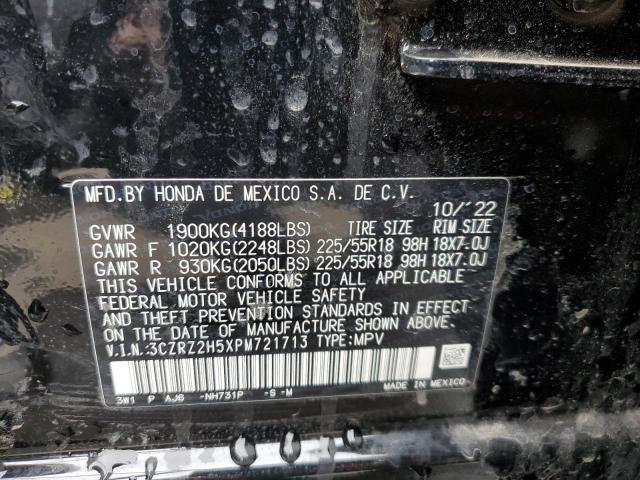 MFD.BY HONDA DE MEXICO S.A. DE C.V.
10/'22
GVWR 1900KG(4188LBS) TIRE SIZE RIM SIZE
GAWR F 1020KG(2248LBS) 225/55R18 98H 18X7.0J
GAWR R 930KG(2050LBS) 225/55R18 98H 18X7.0J
THIS VEHICLE CONFORMS TO ALL APPLICABLE
FEDERAL MOTOR VEHICLE SAFETY
AND THEFT PREVENTION STANDARDS IN EFFECT
ON THE DATE OF MANUFACTURE SHOWN ABOVE.
V.I.N.:3CZRZ2H5XPM721713 TYPE:MPV
3W1 P AJ6 -NH731P -S -M
MADE IN MEXICO